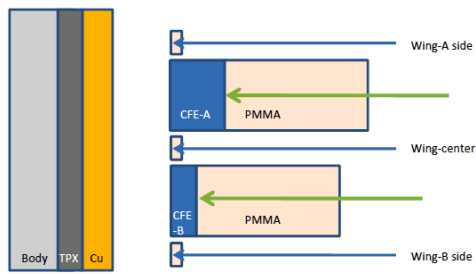 Wing-A side
CFE-A
PMMA
Wing-center
CFE
-B
PMMA
Body
TPX
Cu
Wing-B side